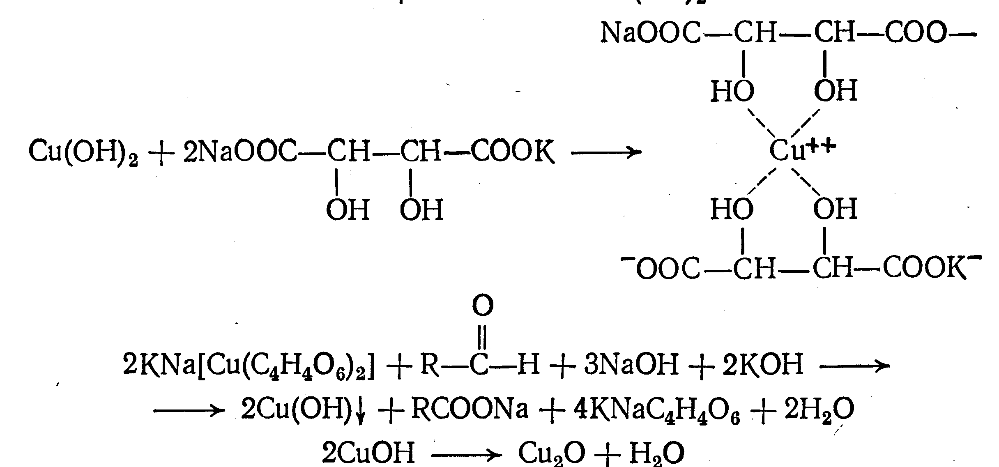 NaOOC—CH—CH—COO—
HO OH
Cu(OH)₂ + 2NaOOC—CH—CH—COOK ⟶ Cu⁺⁺
OH OH HO OH
⁻OOC—CH—CH—COOK⁻
O
2KNa[Cu(C₄H₄O₆)₂] + R—C—H + 3NaOH + 2KOH ⟶
⟶ 2Cu(OH)↓ + RCOONa + 4KNaC₄H₄O₆ + 2H₂O
2CuOH ⟶ Cu₂O + H₂O